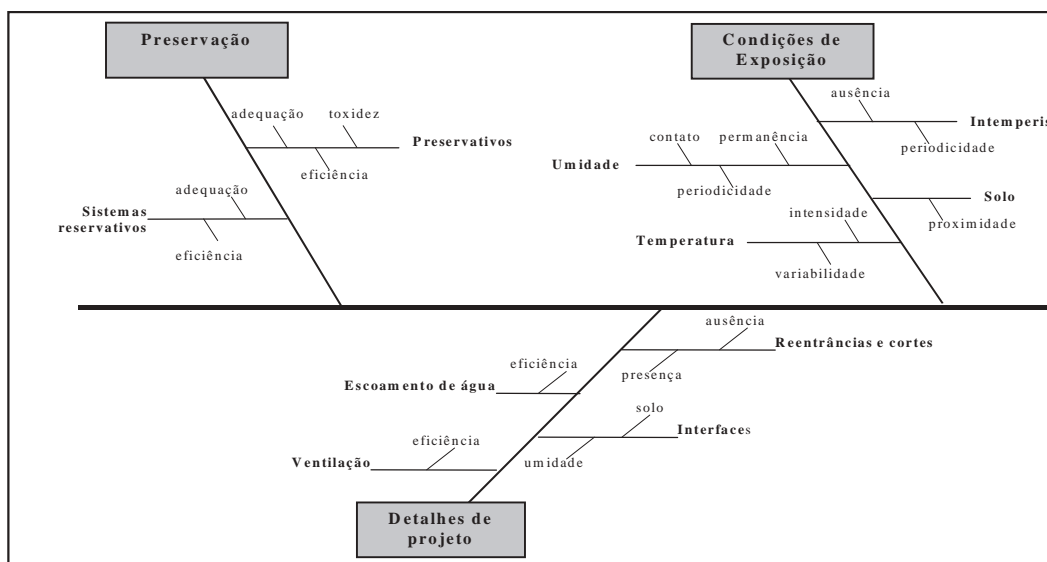 Preservação
Condições de
Exposição
ausência
adequação
toxidez
Intemperis
contato
permanência
Preservativos
periodicidade
eficiência
Umidade
adequação
periodicidade
Solo
Sistemas
intensidade
reservativos
proximidade
Temperatura
eficiência
variabilidade
ausência
Reentrâncias e cortes
eficiência
presença
Escoamento de água
solo
Interfaces
eficiência
umidade
Ventilação
Detalhes de
projeto